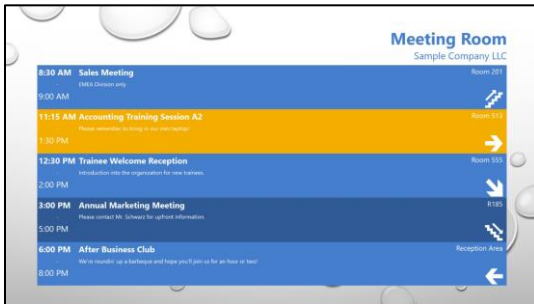 Meeting Room
Sample Company LLC
8:30 AM Sales Meeting Room 201
EMEA Division only
9:00 AM
11:15 AM Accounting Training Session A2 Room 513
Please remember to bring in our own laptop!
1:30 PM
12:30 PM Trainee Welcome Reception Room 555
Introduction into the organization for new trainees
2:00 PM
3:00 PM Annual Marketing Meeting R185
Please contact Mr. Schwarz for upfront information
5:00 PM
6:00 PM After Business Club Reception Area
We're roundin' up a barbeque and hope you'll join us for an hour or two!
8:00 PM